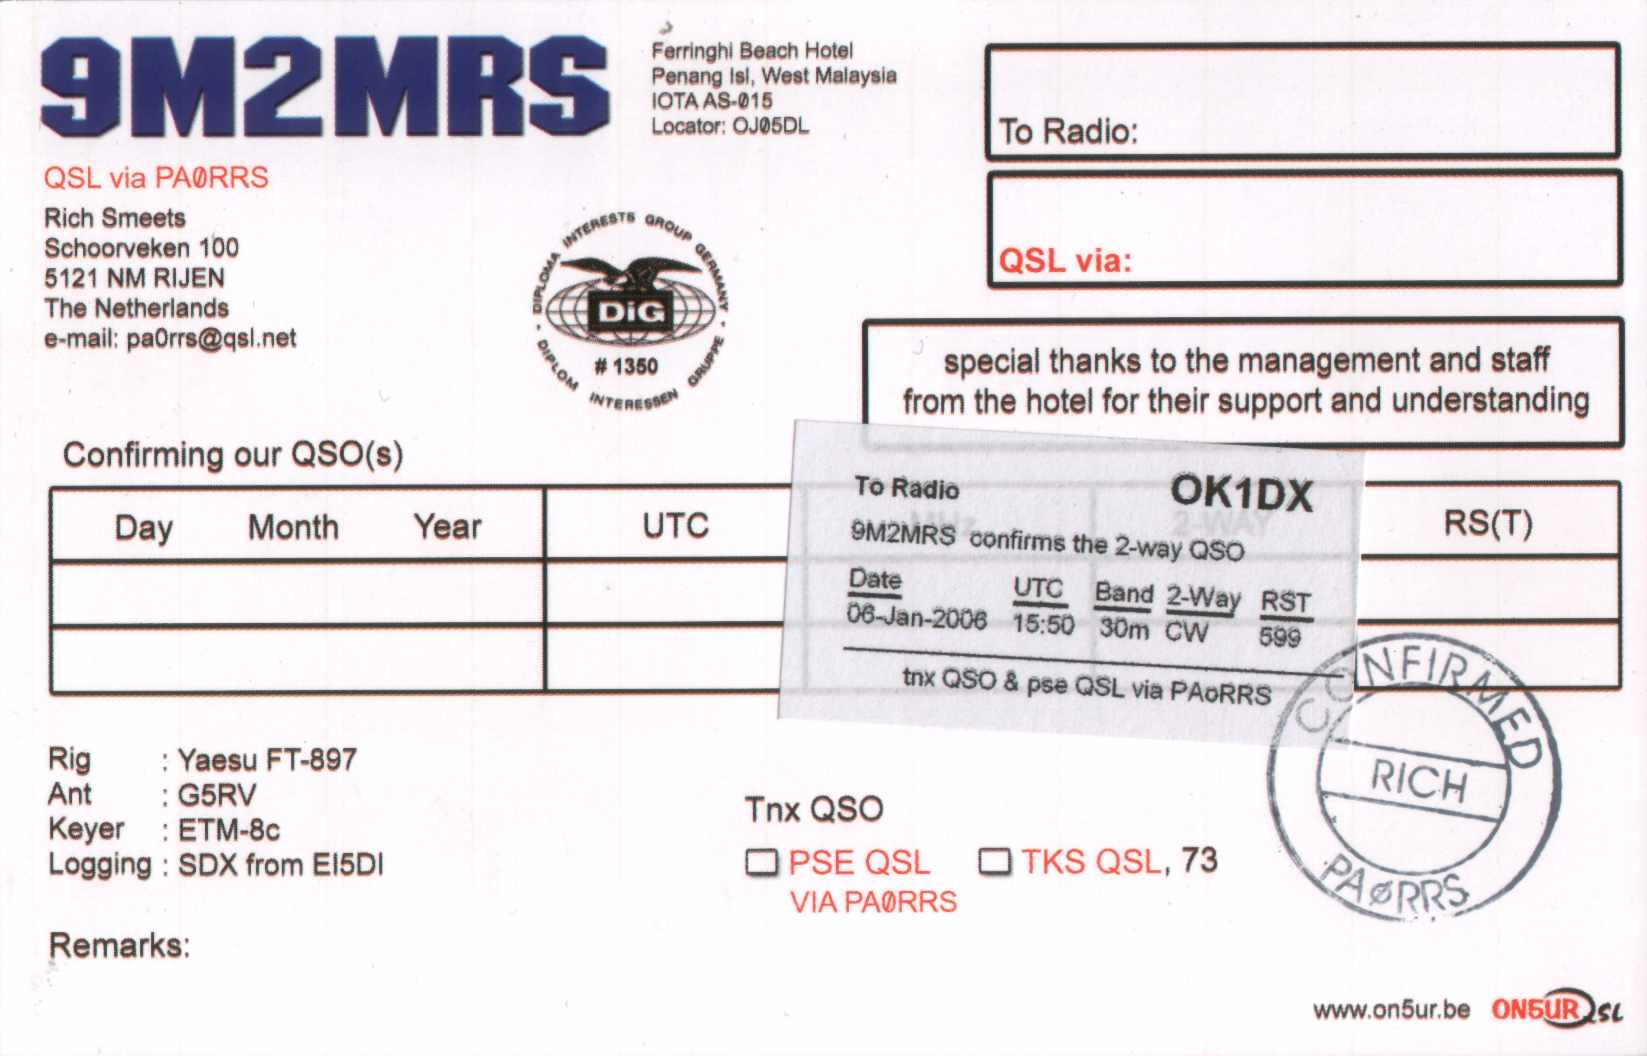 9M2MRS
Ferringhi Beach Hotel
Penang Isl, West Malaysia
IOTA AS-015
Locator: OJ05DL
To Radio:
QSL via:
QSL via PA0RRS
Rich Smeets
Schoorveken 100
5121 NM RIJEN
The Netherlands
e-mail: pa0rrs@qsl.net
DIPLOMA INTERESTS GROUP GERMANY
DIG
# 1350
DIPLOM INTERESSEN GRUPPE
special thanks to the management and staff
from the hotel for their support and understanding
Confirming our QSO(s)
Day Month Year UTC MHz 2-WAY RS(T)
To Radio OK1DX
9M2MRS confirms the 2-way QSO
Date UTC Band 2-Way RST
06-Jan-2006 15:50 30m CW 599
tnx QSO & pse QSL via PAoRRS
CONFIRMED
RICH
PAØRRS
Rig : Yaesu FT-897
Ant : G5RV
Keyer : ETM-8c
Logging : SDX from EI5DI
Tnx QSO
PSE QSL TKS QSL, 73
VIA PA0RRS
Remarks:
www.on5ur.be ON5UR QSL